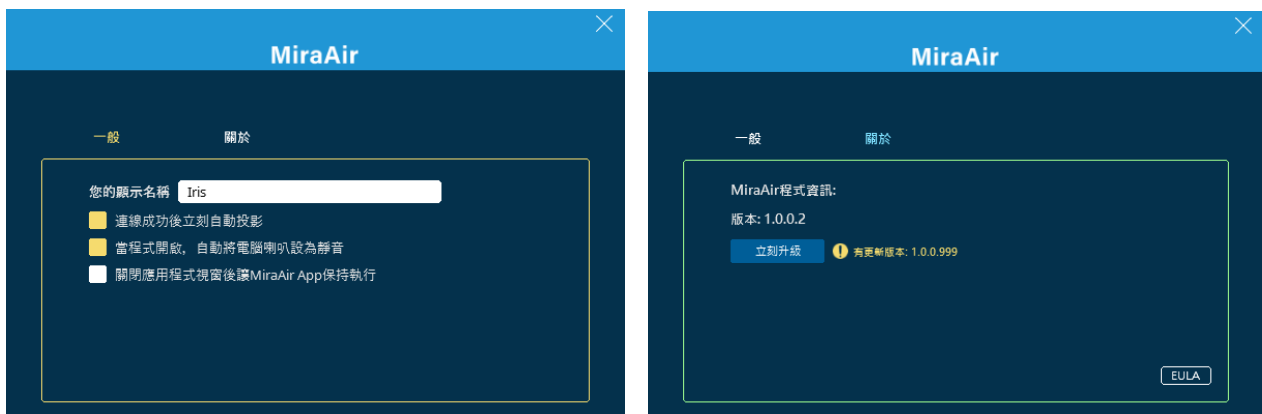 MiraAir
一般 關於
您的顯示名稱 Iris
連線成功後立刻自動投影
當程式開啟，自動將電腦喇叭設為靜音
關閉應用程式視窗後讓MiraAir App保持執行
MiraAir
一般 關於
MiraAir程式資訊:
版本: 1.0.0.2
立刻升級 有更新版本: 1.0.0.999
EULA